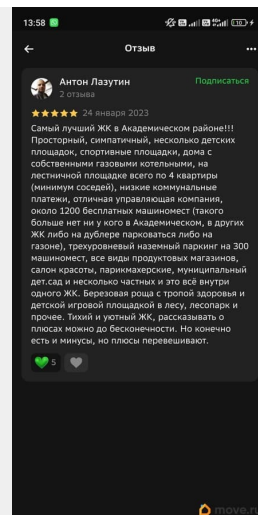 13:58
Отзыв
Антон Лазутин
Подписаться
2 отзыва
24 января 2023
Самый лучший ЖК в Академическом районе!!!
Просторный, симпатичный, несколько детских
площадок, спортивные площадки, дома с
собственными газовыми котельными, на
лестничной площадке всего по 4 квартиры
(минимум соседей), низкие коммунальные
платежи, отличная управляющая компания,
около 1200 бесплатных машиномест (такого
больше нет ни у кого в Академическом, в других
ЖК либо на дублере парковаться либо на
газоне), трехуровневый наземный паркинг на 300
машиномест, все виды продуктовых магазинов,
салон красоты, парикмахерские, муниципальный
дет.сад и несколько частных и это всё внутри
одного ЖК. Березовая роща с тропой здоровья и
детской игровой площадкой в лесу, лесопарк и
прочее. Тихий и уютный ЖК, рассказывать о
плюсах можно до бесконечности. Но конечно
есть и минусы, но плюсы перевешивают.
5
move.ru